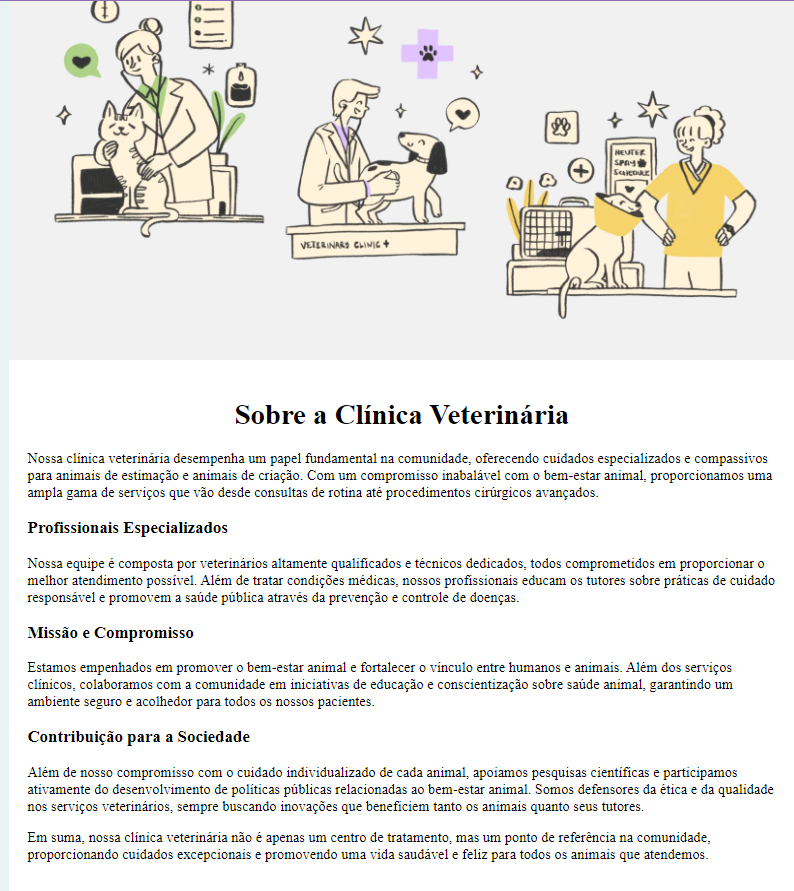 NEUTER
SPAY
SCHEDULE
VETERINARY CLINIC +
Sobre a Clínica Veterinária
Nossa clínica veterinária desempenha um papel fundamental na comunidade, oferecendo cuidados especializados e compassivos
para animais de estimação e animais de criação. Com um compromisso inabalável com o bem-estar animal, proporcionamos uma
ampla gama de serviços que vão desde consultas de rotina até procedimentos cirúrgicos avançados.
Profissionais Especializados
Nossa equipe é composta por veterinários altamente qualificados e técnicos dedicados, todos comprometidos em proporcionar o
melhor atendimento possível. Além de tratar condições médicas, nossos profissionais educam os tutores sobre práticas de cuidado
responsável e promovem a saúde pública através da prevenção e controle de doenças.
Missão e Compromisso
Estamos empenhados em promover o bem-estar animal e fortalecer o vínculo entre humanos e animais. Além dos serviços
clínicos, colaboramos com a comunidade em iniciativas de educação e conscientização sobre saúde animal, garantindo um
ambiente seguro e acolhedor para todos os nossos pacientes.
Contribuição para a Sociedade
Além de nosso compromisso com o cuidado individualizado de cada animal, apoiamos pesquisas científicas e participamos
ativamente do desenvolvimento de políticas públicas relacionadas ao bem-estar animal. Somos defensores da ética e da qualidade
nos serviços veterinários, sempre buscando inovações que beneficiem tanto os animais quanto seus tutores.
Em suma, nossa clínica veterinária não é apenas um centro de tratamento, mas um ponto de referência na comunidade,
proporcionando cuidados excepcionais e promovendo uma vida saudável e feliz para todos os animais que atendemos.